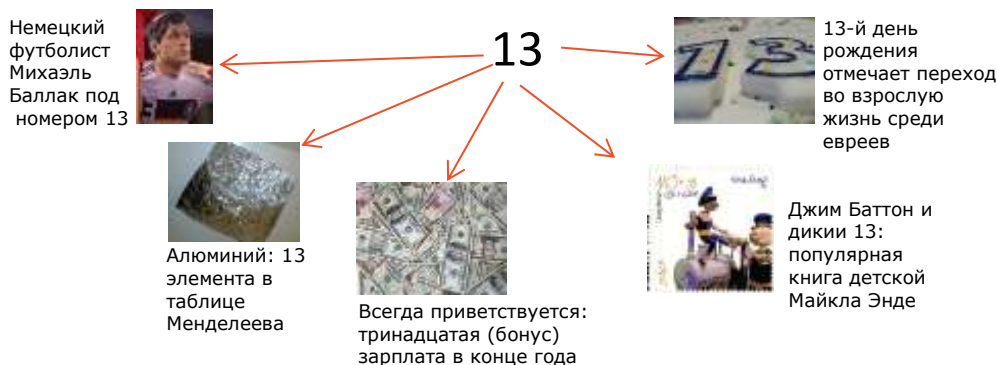 Немецкий
футболист
Михаэль
Баллак под
номером 13
13
13-й день
рождения
отмечает переход
во взрослую
жизнь среди
евреев
13
Алюминий: 13
элемента в
таблице
Менделеева
Всегда приветствуется:
тринадцатая (бонус)
зарплата в конце года
Джим Баттон и
дикии 13:
популярная
книга детской
Майкла Энде